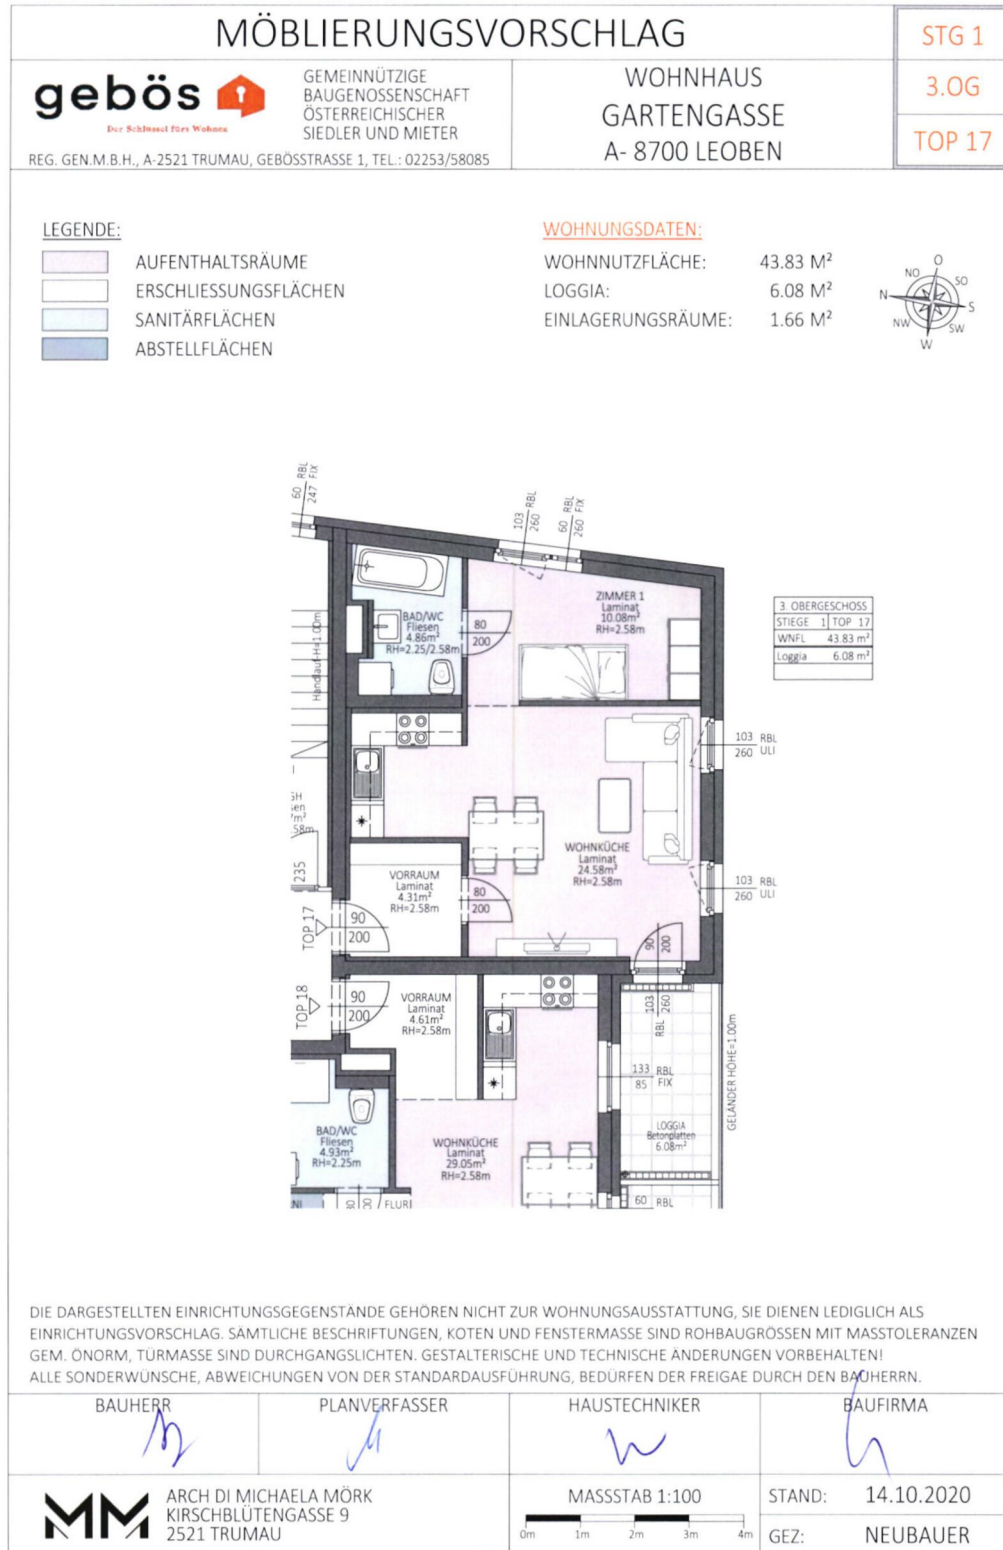 MÖBLIERUNGSVORSCHLAG
STG 1
gebös
Der Schlüssel fürs Wohnen
GEMEINNÜTZIGE
BAUGENOSSENSCHAFT
ÖSTERREICHISCHER
SIEDLER UND MIETER
REG. GEN.M.B.H., A-2521 TRUMAU, GEBÖSSTRASSE 1, TEL.: 02253/58085
WOHNHAUS
GARTENGASSE
A- 8700 LEOBEN
3.OG
TOP 17
LEGENDE:
AUFENTHALTSRÄUME
ERSCHLIESSUNGSFLÄCHEN
SANITÄRFLÄCHEN
ABSTELLFLÄCHEN
WOHNUNGSDATEN:
WOHNNUTZFLÄCHE: 43.83 M²
LOGGIA: 6.08 M²
EINLAGERUNGSRÄUME: 1.66 M²
O
NO
SO
N
S
NW
SW
W
60 RBL
247 FIX
103 RBL
260
60 RBL
260 FIX
ZIMMER 1
Laminat
10.08m²
RH=2.58m
BAD/WC
Fliesen
4.86m²
RH=2.25/2.58m
80
200
Handlauf-H=1.00m
3. OBERGESCHOSS
STIEGE 1 TOP 17
WNFL 43.83 m²
Loggia 6.08 m²
103 RBL
260 ULI
WOHNKÜCHE
Laminat
24.58m²
RH=2.58m
103 RBL
260 ULI
VORRAUM
Laminat
4.31m²
RH=2.58m
80
200
235
TOP 17
90
200
90
200
TOP 18
90
200
VORRAUM
Laminat
4.61m²
RH=2.58m
103 RBL
260
133 RBL
85 FIX
GELÄNDER HÖHE=1.00m
LOGGIA
Betonplatten
6.08m²
BAD/WC
Fliesen
4.93m²
RH=2.25m
WOHNKÜCHE
Laminat
29.05m²
RH=2.58m
FLUR
60 RBL
DIE DARGESTELLTEN EINRICHTUNGSGEGENSTÄNDE GEHÖREN NICHT ZUR WOHNUNGSAUSSTATTUNG, SIE DIENEN LEDIGLICH ALS
EINRICHTUNGSVORSCHLAG. SÄMTLICHE BESCHRIFTUNGEN, KOTEN UND FENSTERMASSE SIND ROHBAUGRÖSSEN MIT MASSTOLERANZEN
GEM. ÖNORM, TÜRMASSE SIND DURCHGANGSLICHTEN. GESTALTERISCHE UND TECHNISCHE ÄNDERUNGEN VORBEHALTEN!
ALLE SONDERWÜNSCHE, ABWEICHUNGEN VON DER STANDARDAUSFÜHRUNG, BEDÜRFEN DER FREIGAE DURCH DEN BAUHERRN.
BAUHERR
PLANVERFASSER
HAUSTECHNIKER
BAUFIRMA
MM
ARCH DI MICHAELA MÖRK
KIRSCHBLÜTENGASSE 9
2521 TRUMAU
MASSSTAB 1:100
0m 1m 2m 3m 4m
STAND: 14.10.2020
GEZ: NEUBAUER